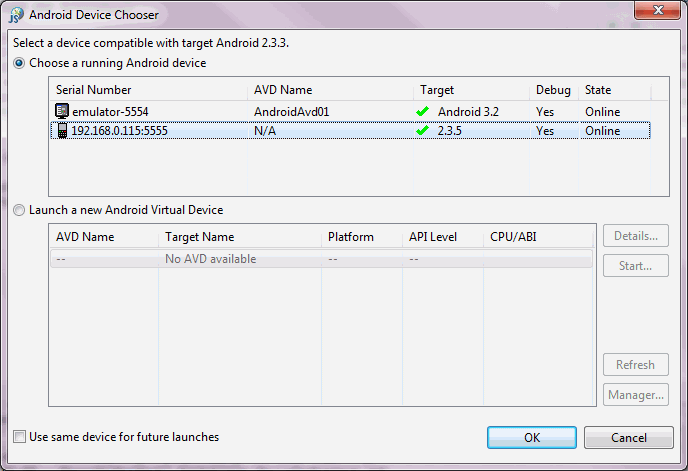 JS Android Device Chooser
Select a device compatible with target Android 2.3.3.
Choose a running Android device
Serial Number AVD Name Target Debug State
emulator-5554 AndroidAvd01 Android 3.2 Yes Online
192.168.0.115:5555 N/A 2.3.5 Yes Online
Launch a new Android Virtual Device
AVD Name Target Name Platform API Level CPU/ABI
-- No AVD available -- --
Details...
Start...
Refresh
Manager...
Use same device for future launches
OK Cancel